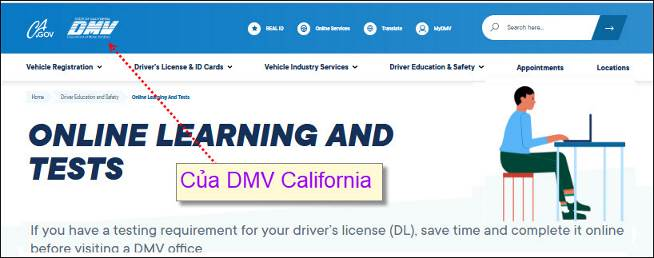 CA.GOV
STATE OF CALIFORNIA
DMV
REAL ID
Online Services
Translate
MyDMV
Search here...
Vehicle Registration
Driver's License & ID Cards
Vehicle Industry Services
Driver Education & Safety
Appointments
Locations
Home
Driver Education and Safety
Online Learning And Tests
ONLINE LEARNING AND
TESTS
Của DMV California
If you have a testing requirement for your driver's license (DL), save time and complete it online
before visiting a DMV office.